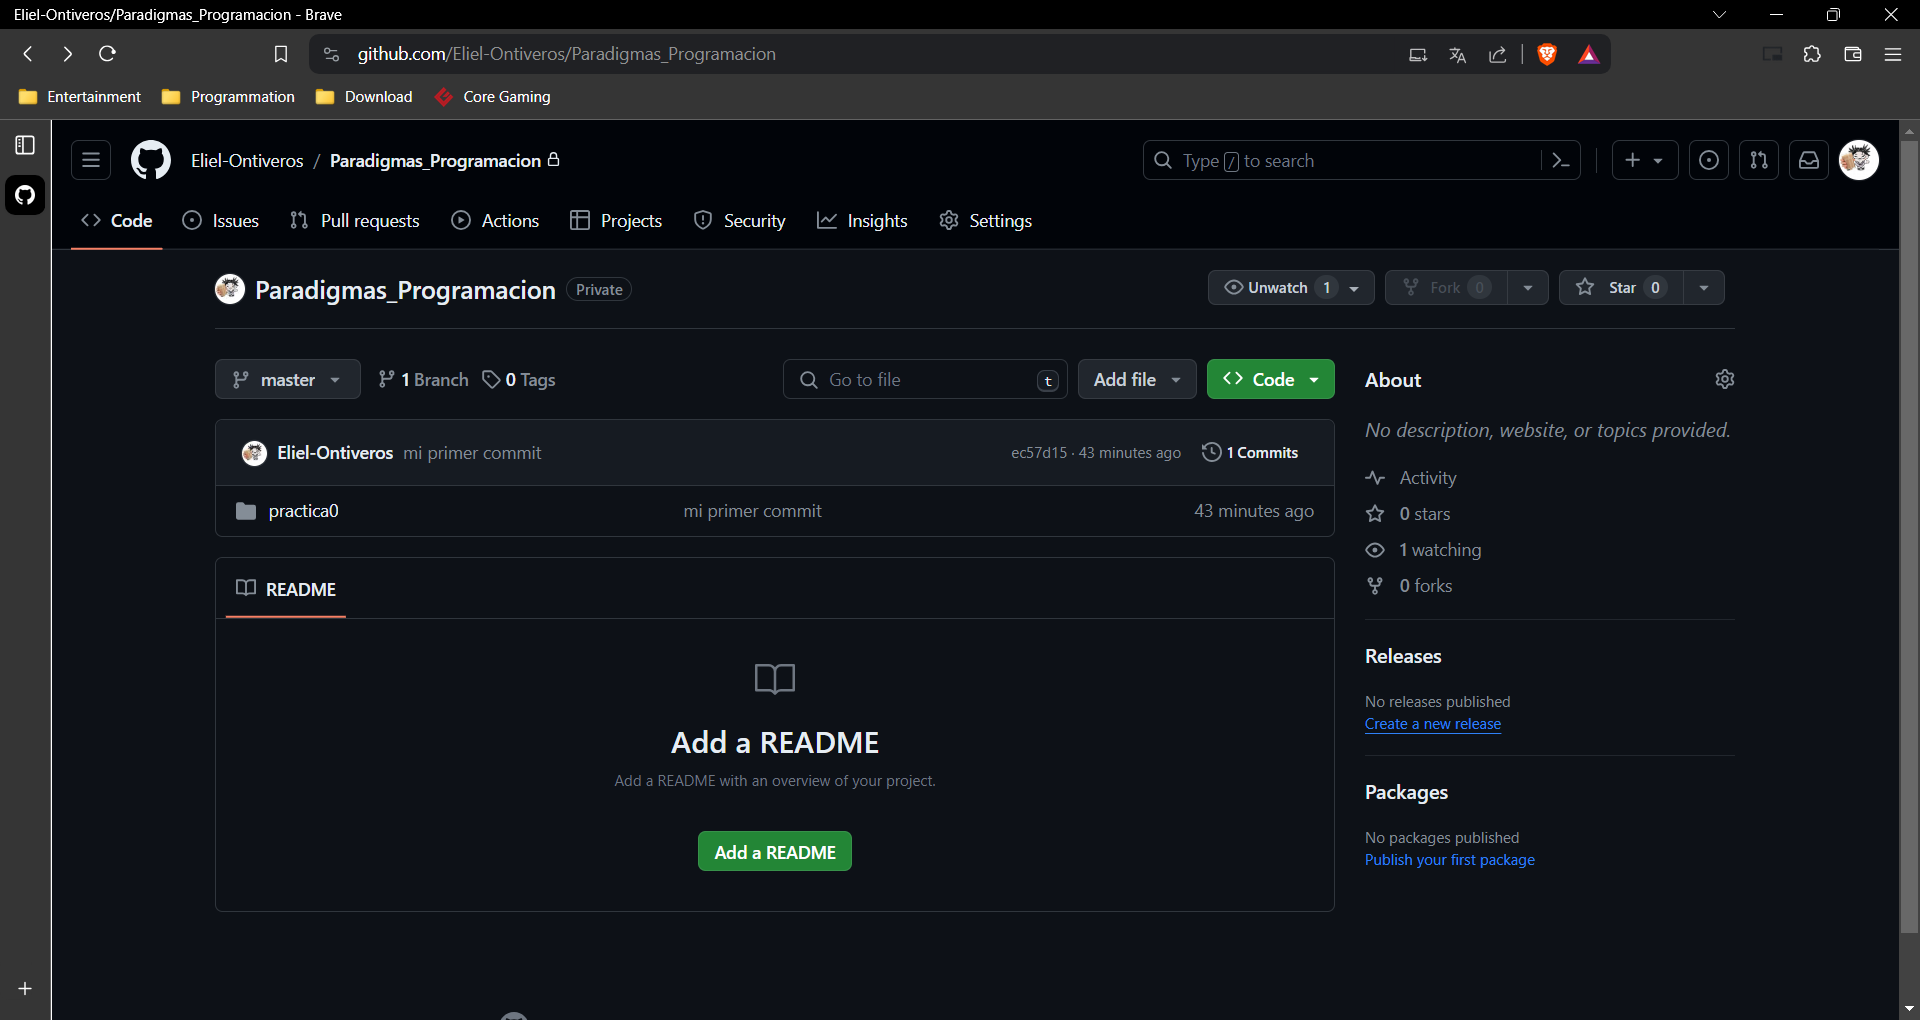 Eliel-Ontiveros/Paradigmas_Programacion - Brave
github.com/Eliel-Ontiveros/Paradigmas_Programacion
Entertainment Programmation Download Core Gaming
Eliel-Ontiveros / Paradigmas_Programacion
Type / to search
Code Issues Pull requests Actions Projects Security Insights Settings
Paradigmas_Programacion Private
Unwatch 1 Fork 0 Star 0
master 1 Branch 0 Tags Go to file t Add file <> Code
Eliel-Ontiveros mi primer commit ec57d15 · 43 minutes ago 1 Commits
practica0 mi primer commit 43 minutes ago
README
Add a README
Add a README with an overview of your project.
Add a README
About
No description, website, or topics provided.
Activity
0 stars
1 watching
0 forks
Releases
No releases published
Create a new release
Packages
No packages published
Publish your first package